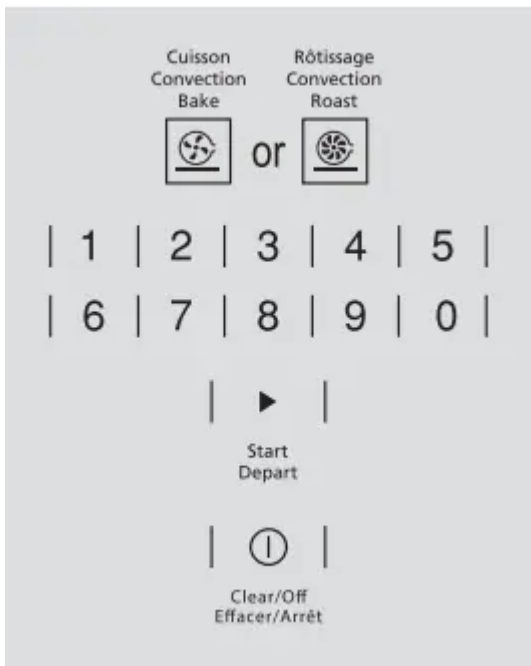 Cuisson Rôtissage
Convection Convection
Bake Roast
or
1 2 3 4 5
6 7 8 9 0
Start
Depart
Clear/Off
Effacer/Arrêt